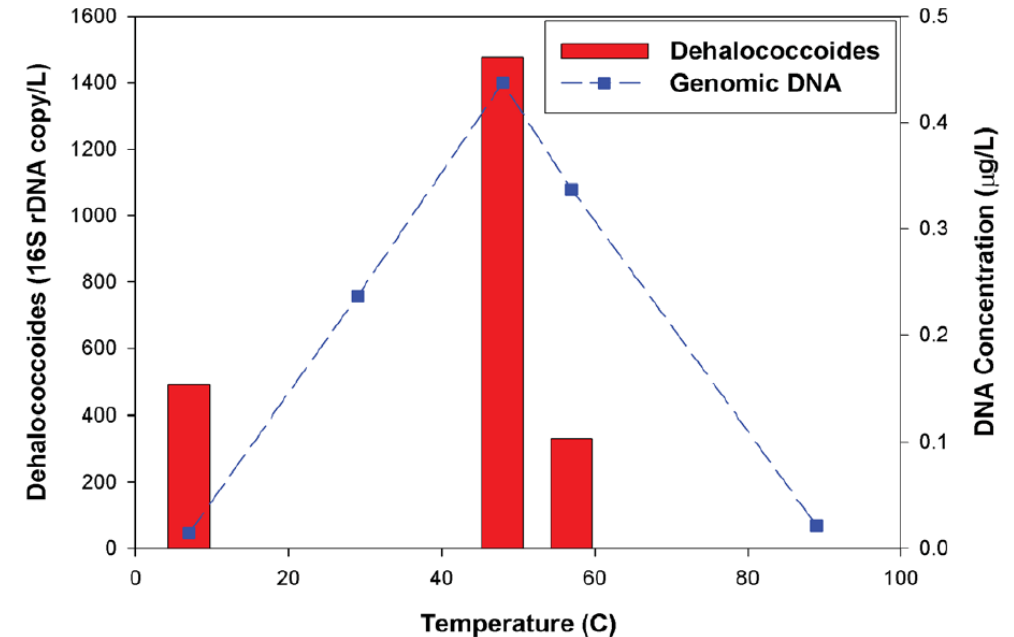 Dehalococcoides (16S rDNA copy/L)
1600
1400
1200
1000
800
600
400
200
0
Dehalococcoides
Genomic DNA
0.5
0.4
0.3
0.2
0.1
0.0
DNA Concentration (µg/L)
0 20 40 60 80 100
Temperature (C)